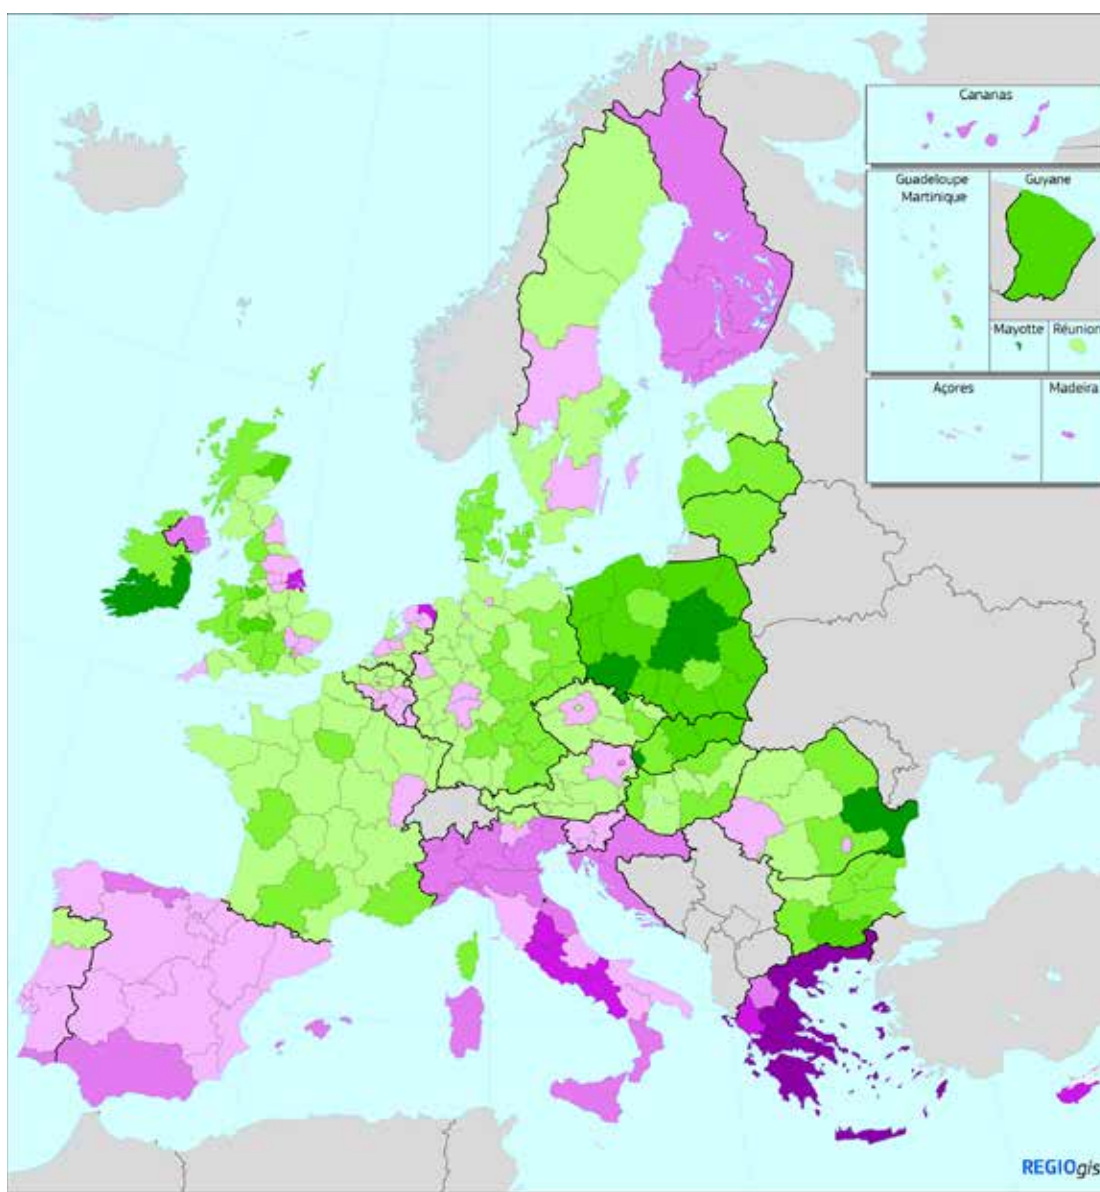 Canarias
Guadeloupe
Martinique
Guyane
Mayotte
Réunion
Açores
Madeira
REGIOgis